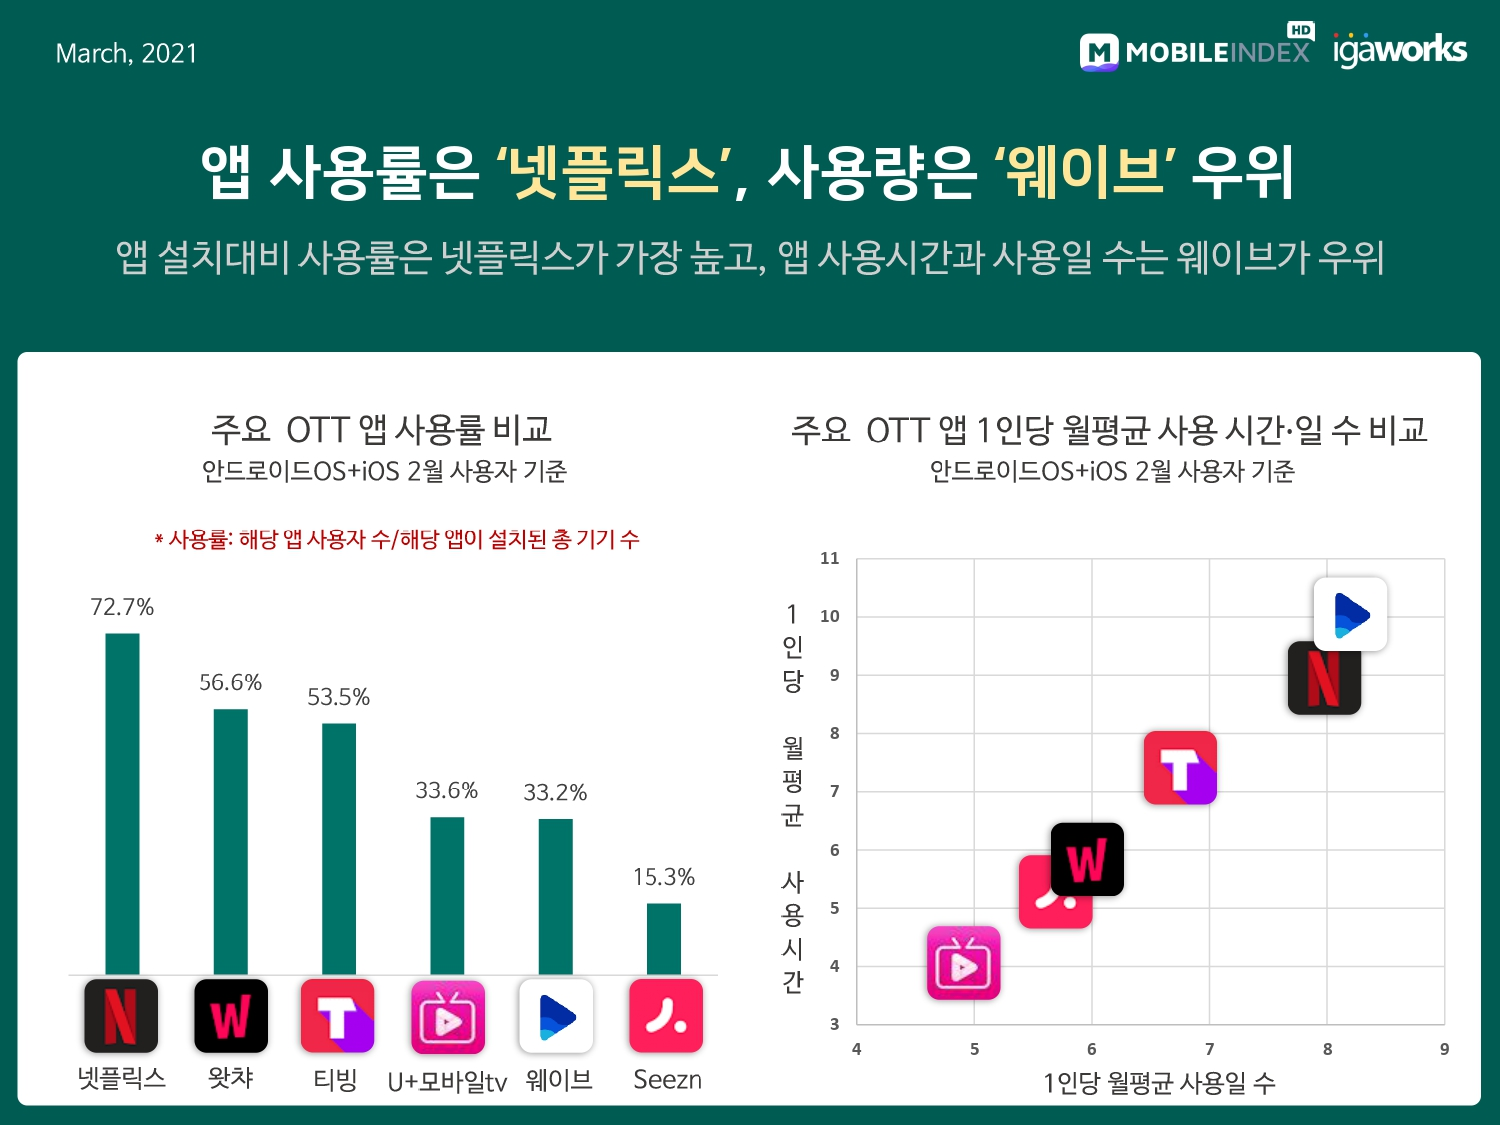 March, 2021
MOBILEINDEX HD igaworks
앱 사용률은 ‘넷플릭스’, 사용량은 ‘웨이브’ 우위
앱 설치대비 사용률은 넷플릭스가 가장 높고, 앱 사용시간과 사용일 수는 웨이브가 우위
주요 OTT 앱 사용률 비교
안드로이드OS+iOS 2월 사용자 기준
* 사용률: 해당 앱 사용자 수/해당 앱이 설치된 총 기기 수
72.7%
56.6%
53.5%
33.6%
33.2%
15.3%
넷플릭스
왓챠
티빙
U+모바일tv
웨이브
Seezn
주요 OTT 앱 1인당 월평균 사용 시간·일 수 비교
안드로이드OS+iOS 2월 사용자 기준
1인당 월평균 사용시간
11
10
9
8
7
6
5
4
3
4 5 6 7 8 9
1인당 월평균 사용일 수